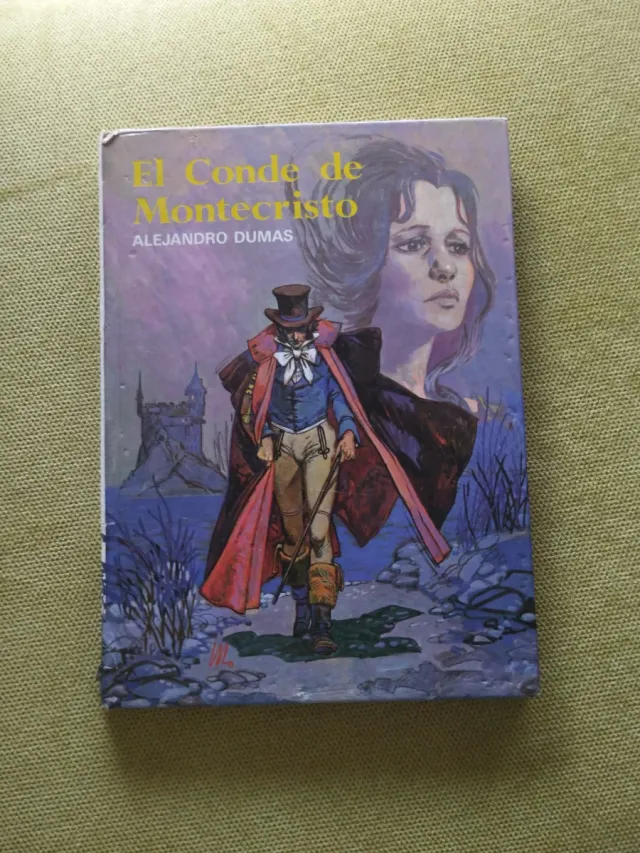 El Conde de
Montecristo
ALEJANDRO DUMAS